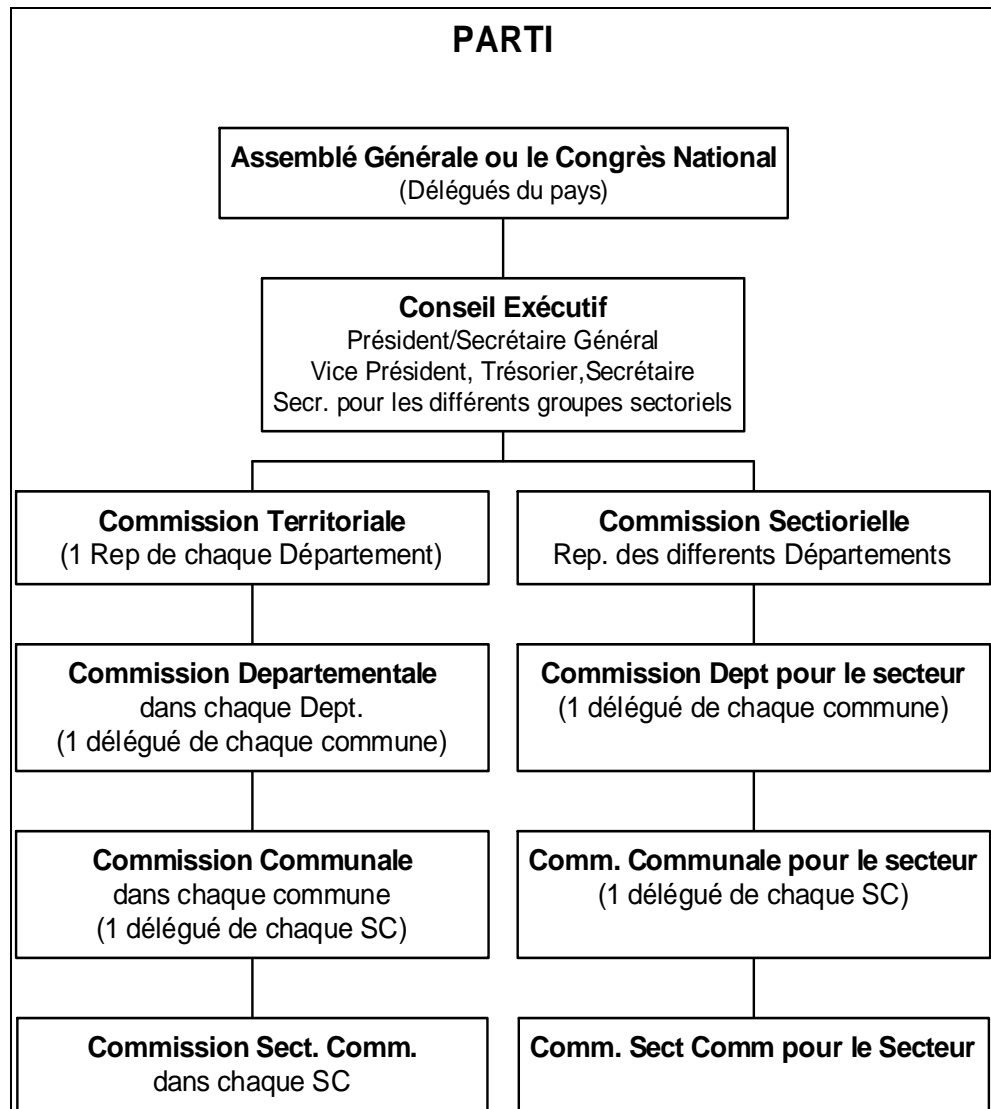 PARTI
Assemblé Générale ou le Congrès National
(Délégués du pays)
Conseil Exécutif
Président/Secrétaire Général
Vice Président, Trésorier,Secrétaire
Secr. pour les différents groupes sectoriels
Commission Territoriale
(1 Rep de chaque Département)
Commission Sectiorielle
Rep. des differents Départements
Commission Departementale
dans chaque Dept.
(1 délégué de chaque commune)
Commission Dept pour le secteur
(1 délégué de chaque commune)
Commission Communale
dans chaque commune
(1 délégué de chaque SC)
Comm. Communale pour le secteur
(1 délégué de chaque SC)
Commission Sect. Comm.
dans chaque SC
Comm. Sect Comm pour le Secteur